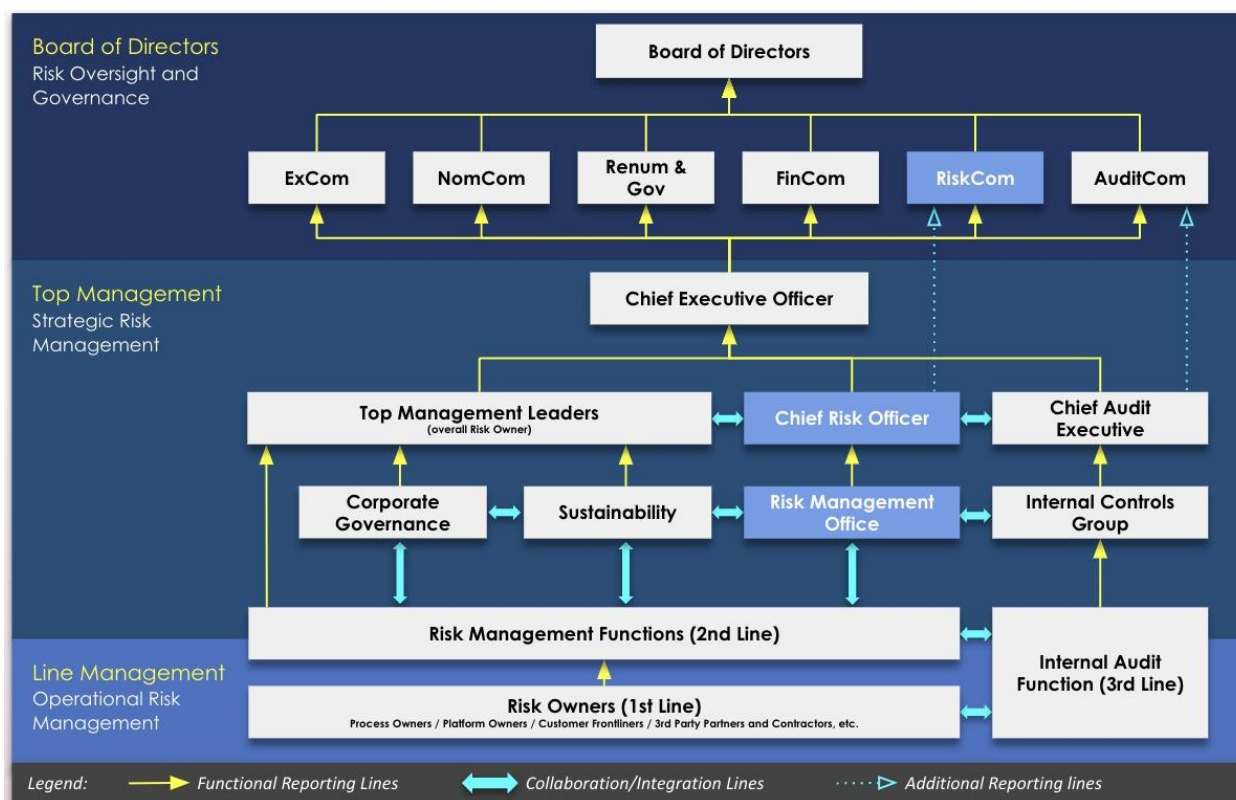 Board of Directors
Risk Oversight and
Governance
Board of Directors
ExCom
NomCom
Renum &
Gov
FinCom
RiskCom
AuditCom
Top Management
Strategic Risk
Management
Chief Executive Officer
Top Management Leaders
(overall Risk Owner)
Chief Risk Officer
Chief Audit
Executive
Corporate
Governance
Sustainability
Risk Management
Office
Internal Controls
Group
Risk Management Functions (2nd Line)
Internal Audit
Function (3rd Line)
Line Management
Operational Risk
Management
Risk Owners (1st Line)
Process Owners / Platform Owners / Customer Frontliners / 3rd Party Partners and Contractors, etc.
Legend:
Functional Reporting Lines
Collaboration/Integration Lines
Additional Reporting lines